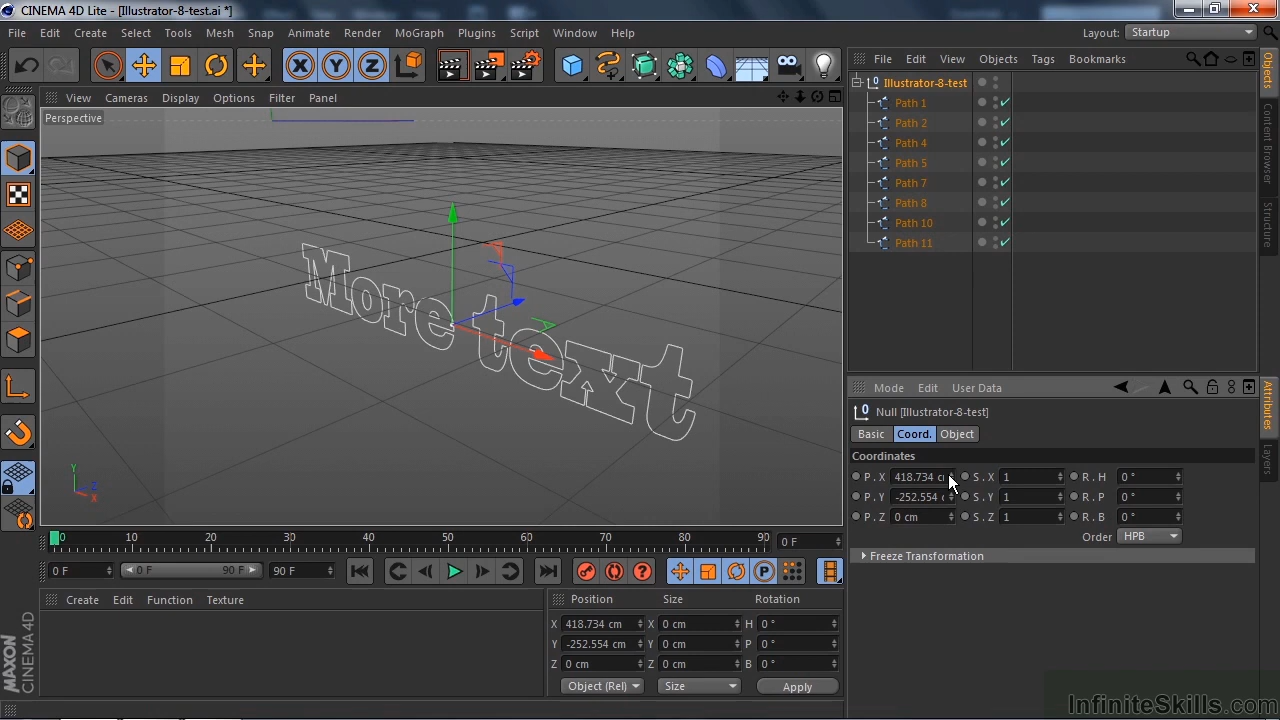 CINEMA 4D Lite - [Illustrator-8-test.ai *]
File Edit Create Select Tools Mesh Snap Animate Render MoGraph Plugins Script Window Help Layout: Startup
X Y Z
View Cameras Display Options Filter Panel
Perspective
More text
Y
Z
X
File Edit View Objects Tags Bookmarks
Illustrator-8-test
Path 1
Path 2
Path 4
Path 5
Path 7
Path 8
Path 10
Path 11
Objects
Content Browser
Structure
Mode Edit User Data
Null [Illustrator-8-test]
Basic Coord. Object
Coordinates
P . X 418.734 c S . X 1 R . H 0 °
P . Y -252.554 S . Y 1 R . P 0 °
P . Z 0 cm S . Z 1 R . B 0 °
Order HPB
Freeze Transformation
Attributes
Layers
0 10 20 30 40 50 60 70 80 90 0 F
0 F 0 F 90 F 90 F
Create Edit Function Texture
Position Size Rotation
X 418.734 cm X 0 cm H 0 °
Y -252.554 cm Y 0 cm P 0 °
Z 0 cm Z 0 cm B 0 °
Object (Rel) Size Apply
MAXON
CINEMA 4D
InfiniteSkills.com